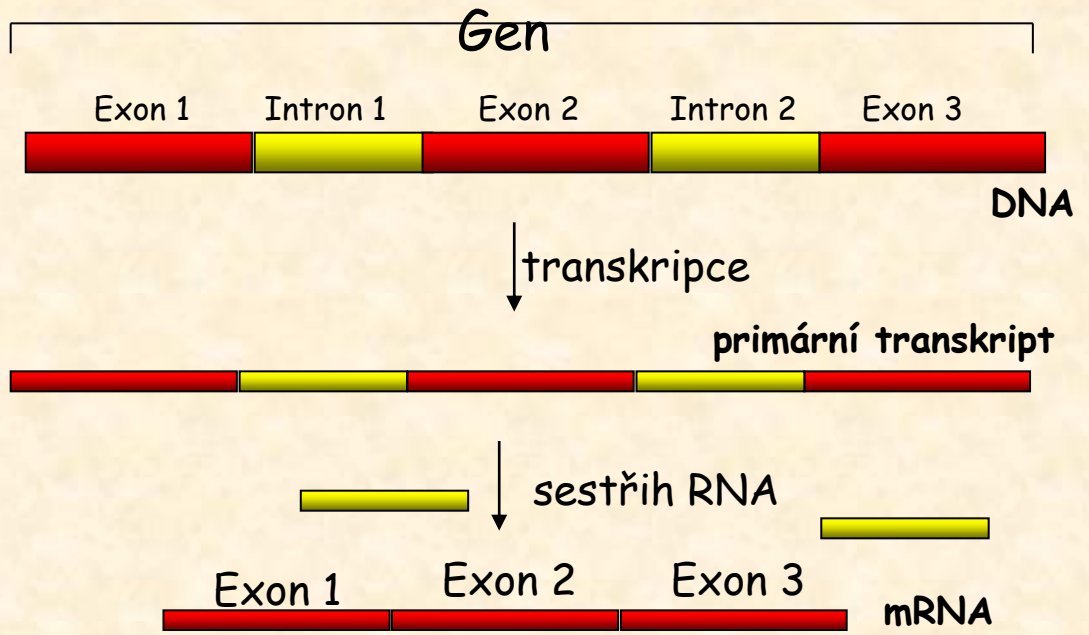 Gen
Exon 1 Intron 1 Exon 2 Intron 2 Exon 3
DNA
transkripce
primární transkript
sestřih RNA
Exon 1 Exon 2 Exon 3
mRNA